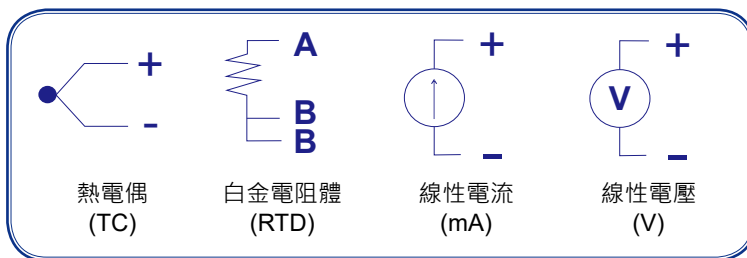 +
-
A
B
B
+
-
V
+
-
熱電偶
(TC)
白金電阻體
(RTD)
線性電流
(mA)
線性電壓
(V)